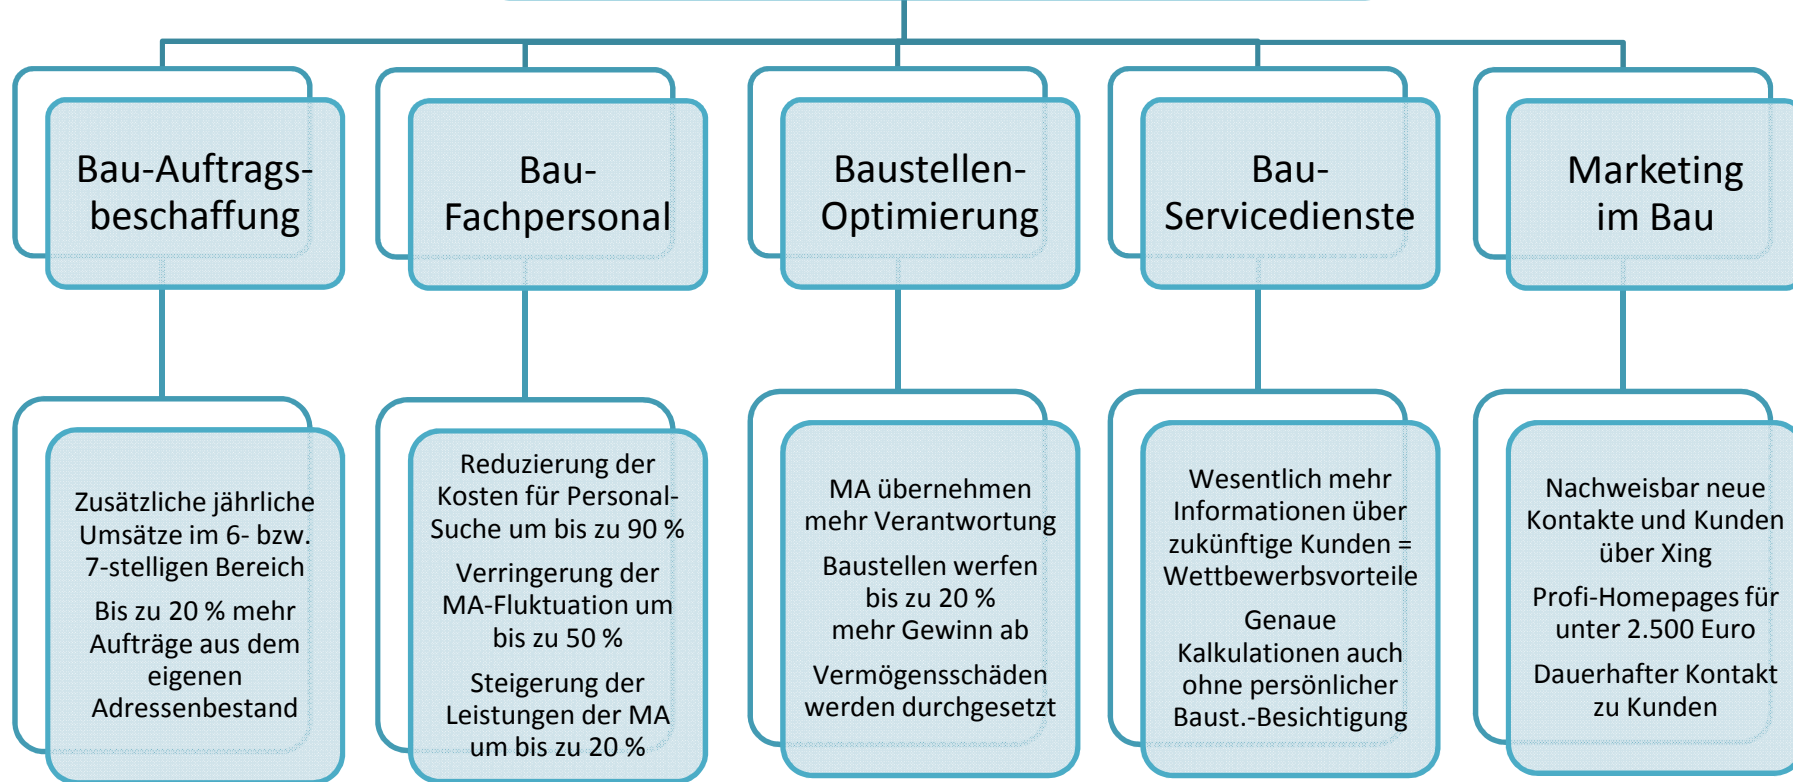 Bau-Auftrags-
beschaffung
Bau-
Fachpersonal
Baustellen-
Optimierung
Bau-
Servicedienste
Marketing
im Bau
Zusätzliche jährliche
Umsätze im 6- bzw.
7-stelligen Bereich
Bis zu 20 % mehr
Aufträge aus dem
eigenen
Adressenbestand
Reduzierung der
Kosten für Personal-
Suche um bis zu 90 %
Verringerung der
MA-Fluktuation um
bis zu 50 %
Steigerung der
Leistungen der MA
um bis zu 20 %
MA übernehmen
mehr Verantwortung
Baustellen werfen
bis zu 20 %
mehr Gewinn ab
Vermögensschäden
werden durchgesetzt
Wesentlich mehr
Informationen über
zukünftige Kunden =
Wettbewerbsvorteile
Genaue
Kalkulationen auch
ohne persönlicher
Baust.-Besichtigung
Nachweisbar neue
Kontakte und Kunden
über Xing
Profi-Homepages für
unter 2.500 Euro
Dauerhafter Kontakt
zu Kunden